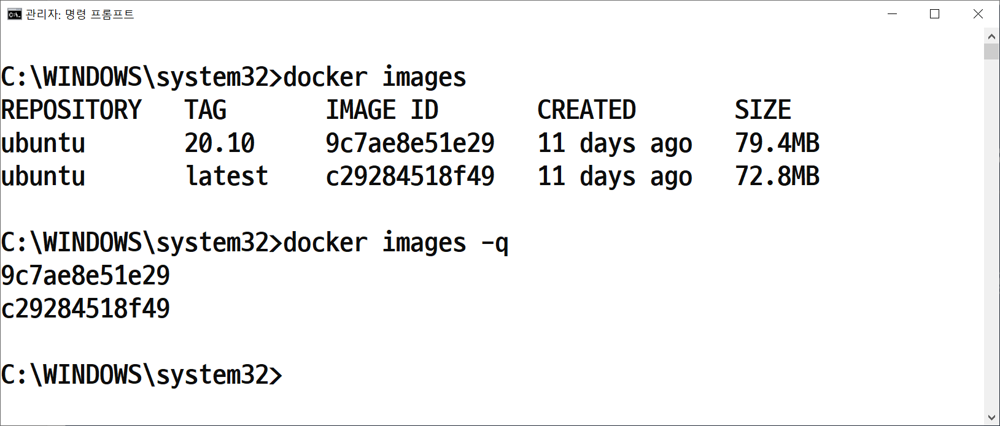 관리자: 명령 프롬프트
C:\WINDOWS\system32>docker images
REPOSITORY   TAG       IMAGE ID       CREATED       SIZE
ubuntu       20.10     9c7ae8e51e29   11 days ago   79.4MB
ubuntu       latest    c29284518f49   11 days ago   72.8MB
C:\WINDOWS\system32>docker images -q
9c7ae8e51e29
c29284518f49
C:\WINDOWS\system32>